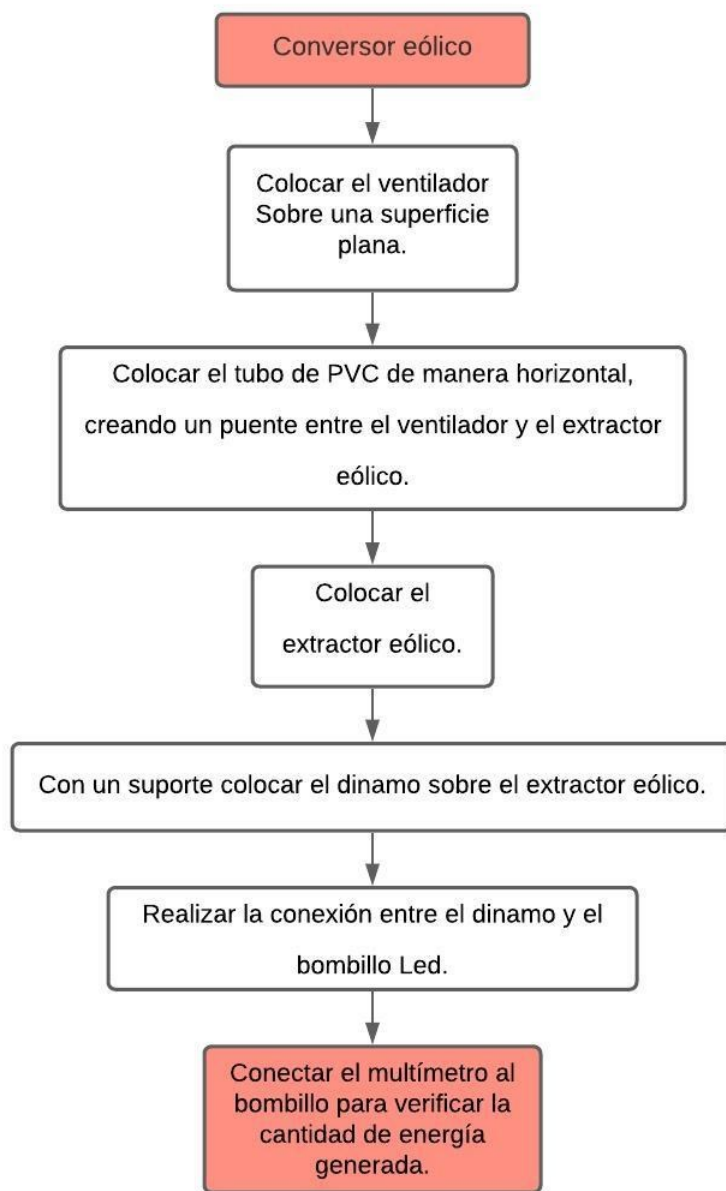 Conversor eólico
Colocar el ventilador
Sobre una superficie
plana.
Colocar el tubo de PVC de manera horizontal,
creando un puente entre el ventilador y el extractor
eólico.
Colocar el
extractor eólico.
Con un suporte colocar el dinamo sobre el extractor eólico.
Realizar la conexión entre el dinamo y el
bombillo Led.
Conectar el multímetro al
bombillo para verificar la
cantidad de energía
generada.